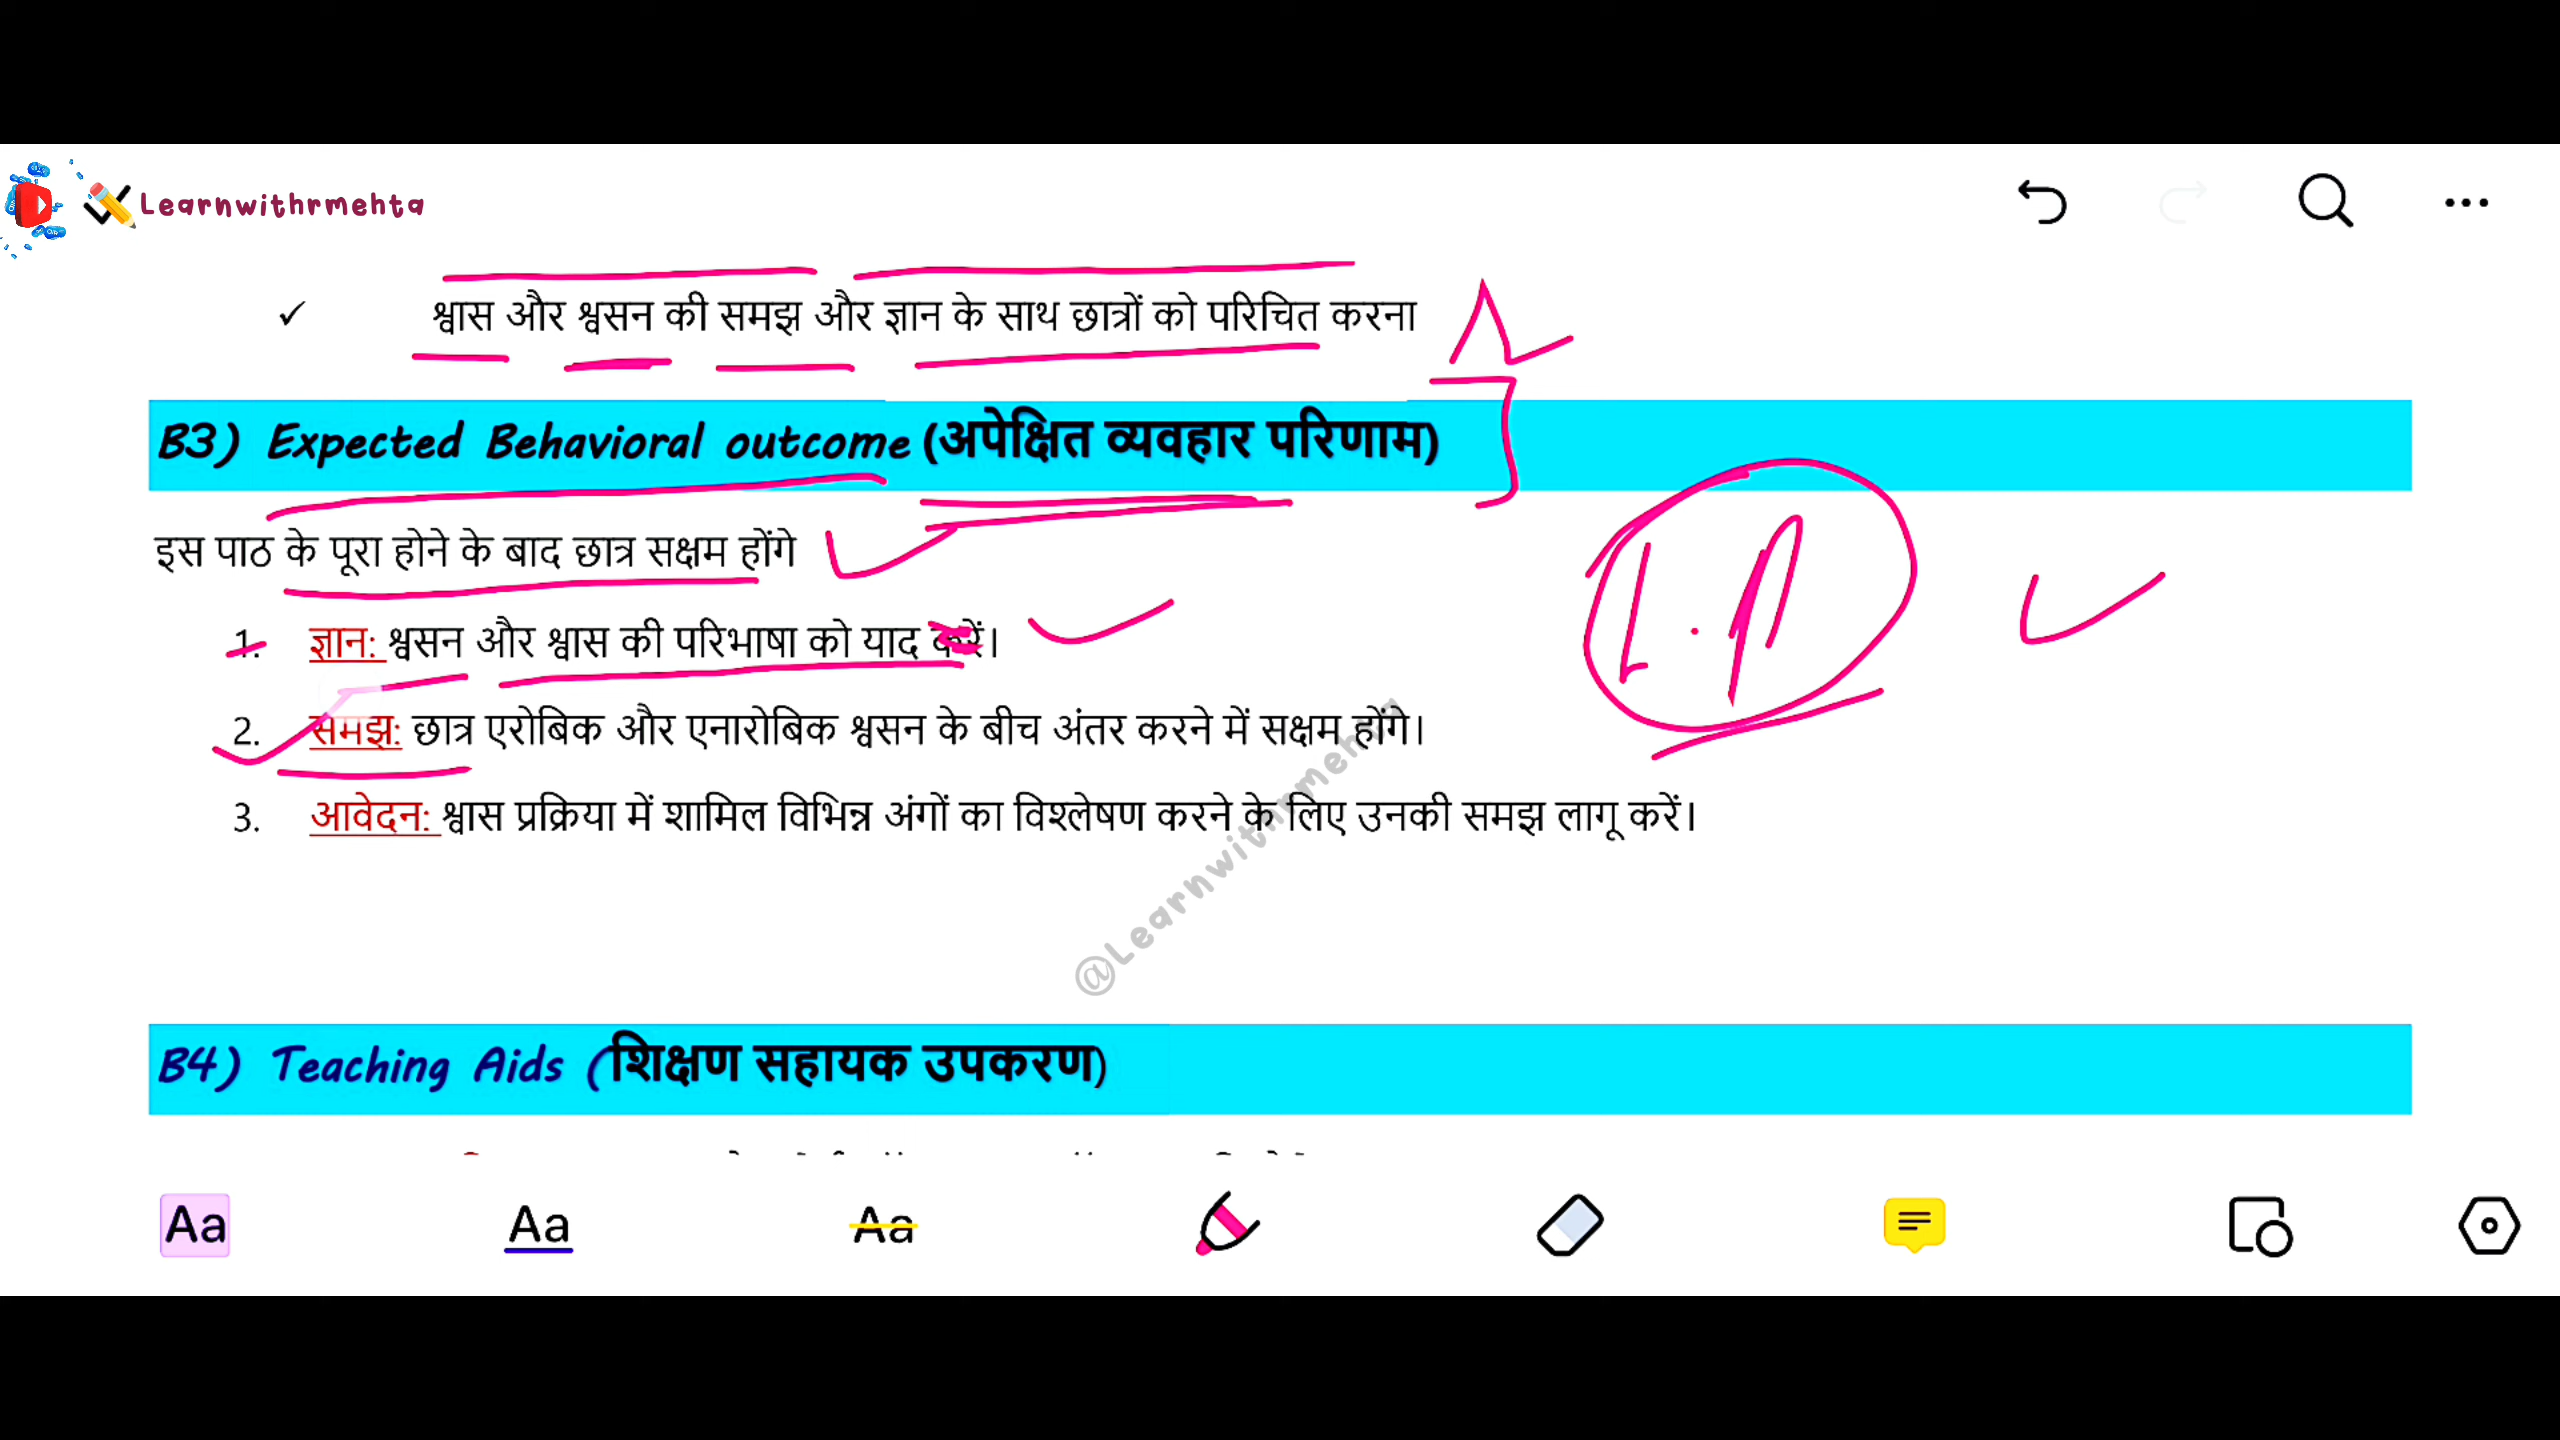 Learnwithrmehta
✓ श्वास और श्वसन की समझ और ज्ञान के साथ छात्रों को परिचित करना
B3) Expected Behavioral outcome (अपेक्षित व्यवहार परिणाम)
इस पाठ के पूरा होने के बाद छात्र सक्षम होंगे
1. ज्ञान: श्वसन और श्वास की परिभाषा को याद करें।
L.P
2. समझ: छात्र एरोबिक और एनारोबिक श्वसन के बीच अंतर करने में सक्षम होंगे।
3. आवेदन: श्वास प्रक्रिया में शामिल विभिन्न अंगों का विश्लेषण करने के लिए उनकी समझ लागू करें।
@Learnwithrmehta
B4) Teaching Aids (शिक्षण सहायक उपकरण)
Aa Aa Aa